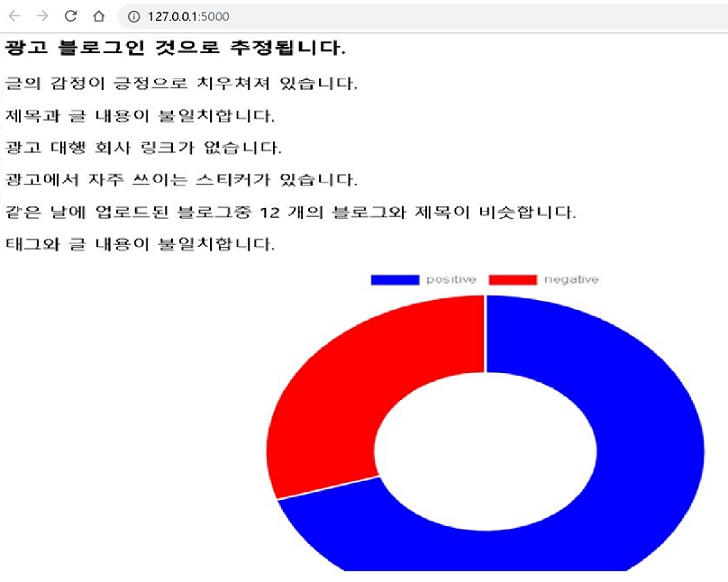 127.0.0.1:5000
광고 블로그인 것으로 추정됩니다.
글의 감정이 긍정으로 치우쳐져 있습니다.
제목과 글 내용이 불일치합니다.
광고 대행 회사 링크가 없습니다.
광고에서 자주 쓰이는 스티커가 있습니다.
같은 날에 업로드된 블로그중 12 개의 블로그와 제목이 비슷합니다.
태그와 글 내용이 불일치합니다.
positive negative